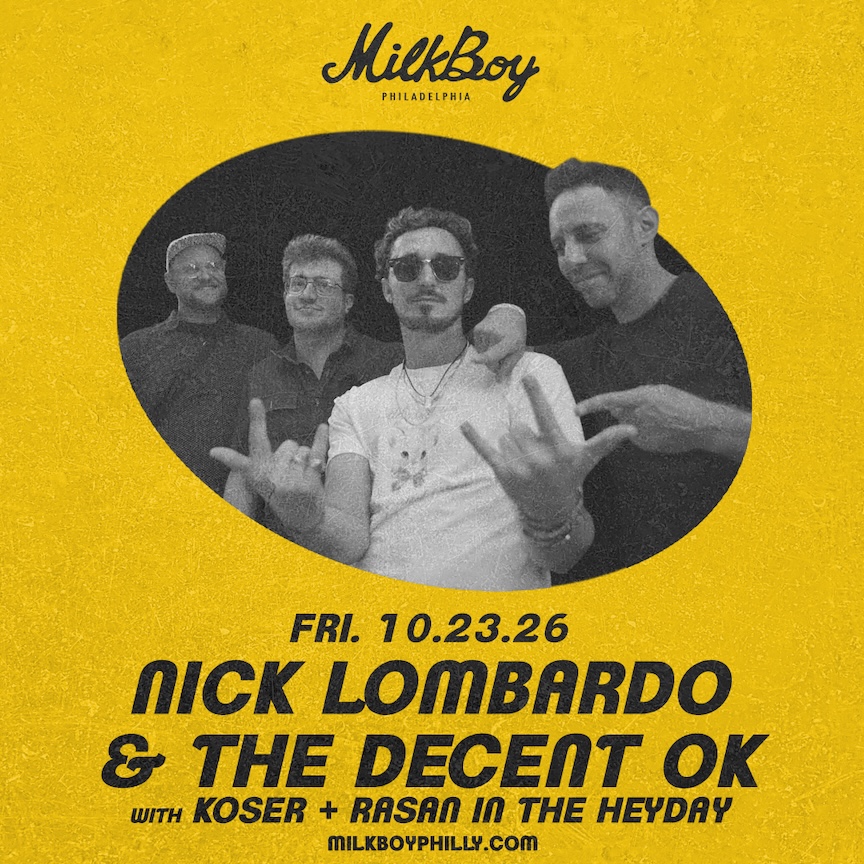 MilkBoy
PHILADELPHIA
FRI. 10.23.26
NICK LOMBARDO
& THE DECENT OK
WITH KOSER + RASAN IN THE HEYDAY
MILKBOYPHILLY.COM